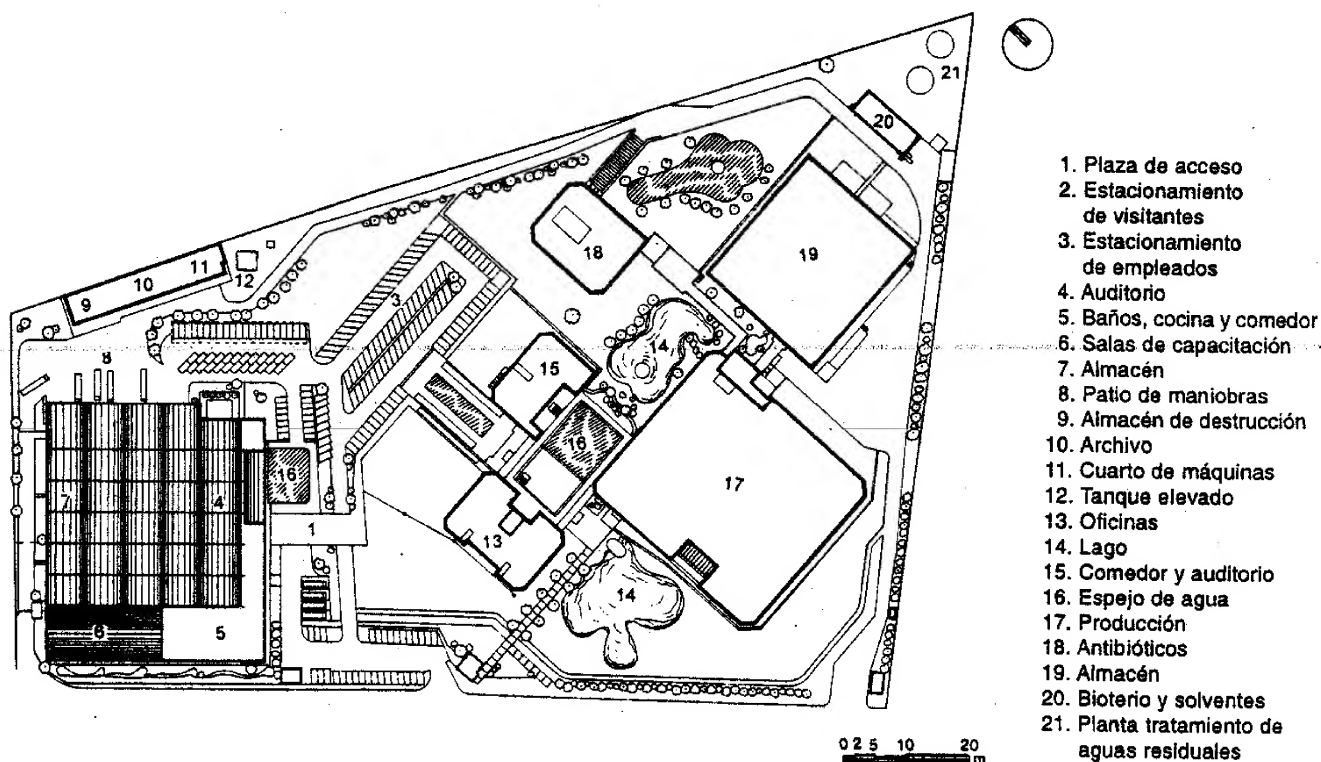 21
20
1. Plaza de acceso
2. Estacionamiento
de visitantes
3. Estacionamiento
de empleados
4. Auditorio
5. Baños, cocina y comedor
6. Salas de capacitación
7. Almacén
8. Patio de maniobras
9. Almacén de destrucción
10. Archivo
11. Cuarto de máquinas
12. Tanque elevado
13. Oficinas
14. Lago
15. Comedor y auditorio
16. Espejo de agua
17. Producción
18. Antibióticos
19. Almacén
20. Bioterio y solventes
21. Planta tratamiento de
aguas residuales
18
19
11
10
12
9
3
14
8
15
16
16
7
4
17
1
13
14
6
5
0 2 5 10 20
m